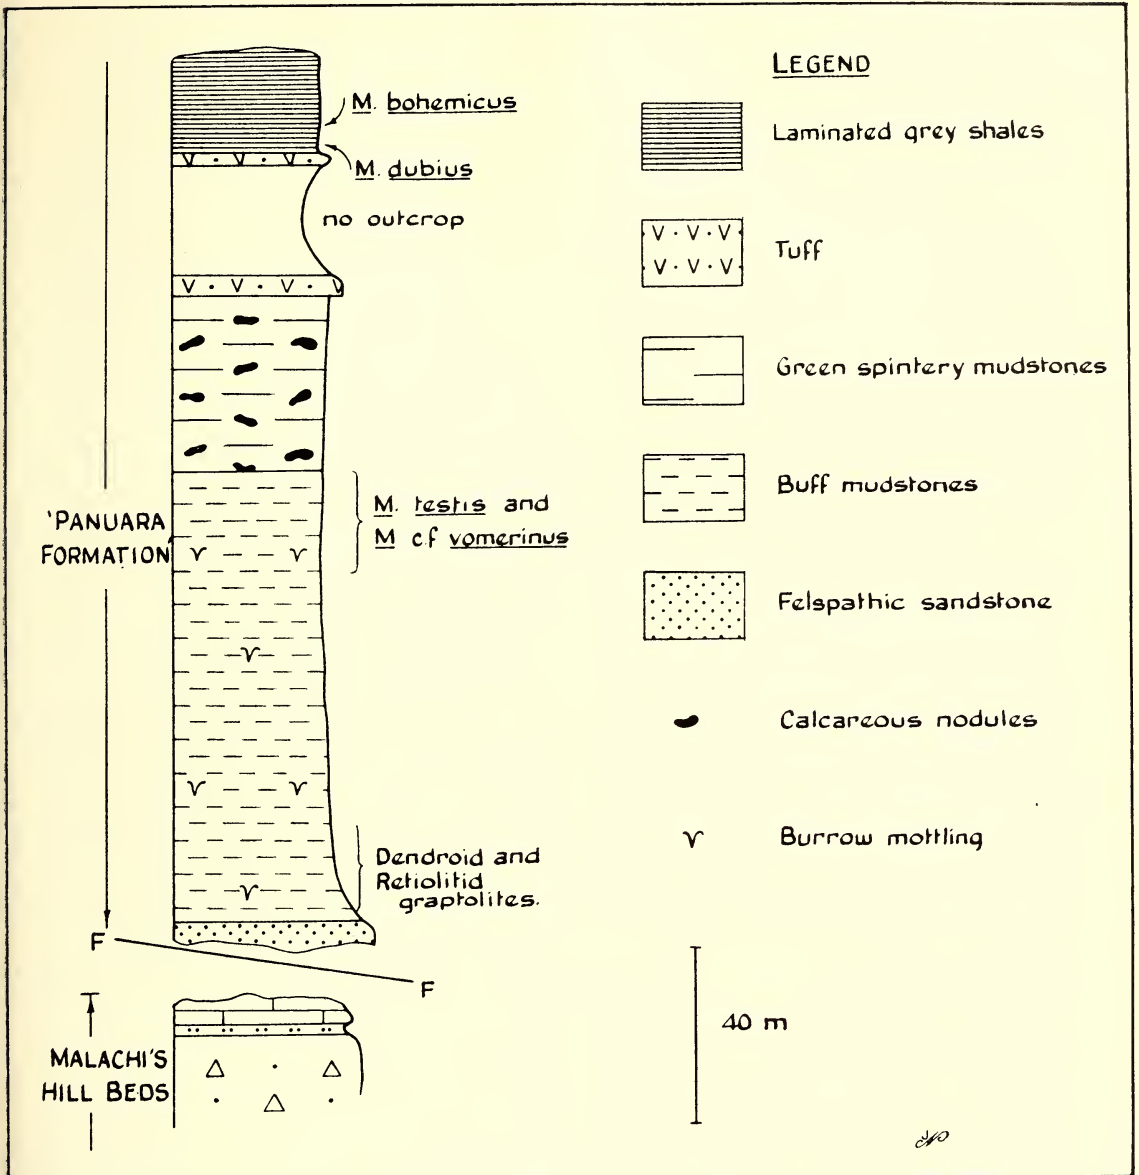 M. bohemicus
M. dubius
no outcrop
'PANUARA
FORMATION'
M. testis and
M c.f vomerinus
Dendroid and
Retiolitid
graptolites.
F
F
MALACHI'S
HILL BEDS
LEGEND
Laminated grey shales
Tuff
Green spintery mudstones
Buff mudstones
Felspathic sandstone
Calcareous nodules
Burrow mottling
40 m